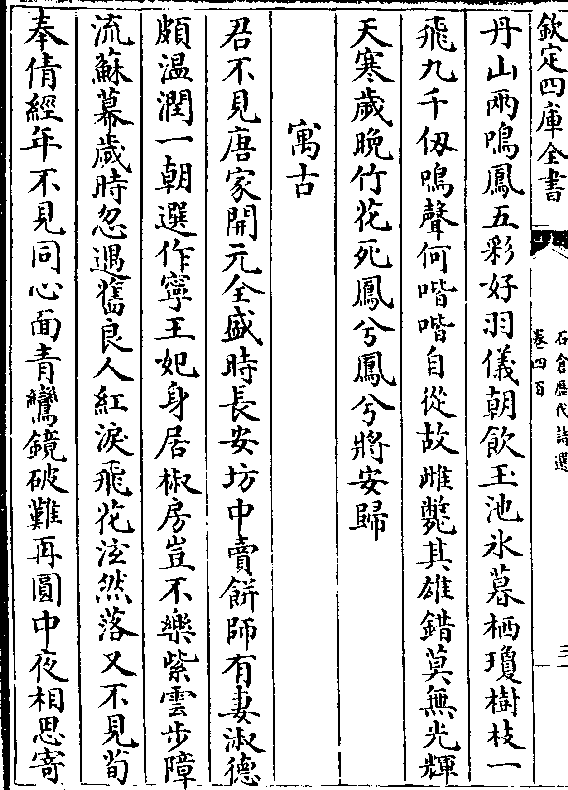 欽定四庫全書
石倉歷代詩選
卷四百
三
丹山兩鳴鳳五彩好羽儀朝飲玉池氷暮栖瓊樹枝一
飛九千仭鳴聲何喈喈自從故雌斃其雄錯莫無光輝
天寒歲晩竹花死鳳兮鳳兮將安歸
寓古
君不見唐家開元全盛時長安坊中賣餅師有妻淑德
頗温潤一朝選作寧王妃身居椒房豈不樂紫雲步障
流蘇幕歲時忽遇舊良人紅淚飛花泫然落又不見荀
奉倩經年不見同心面青鸞鏡破難再圓中夜相思寄